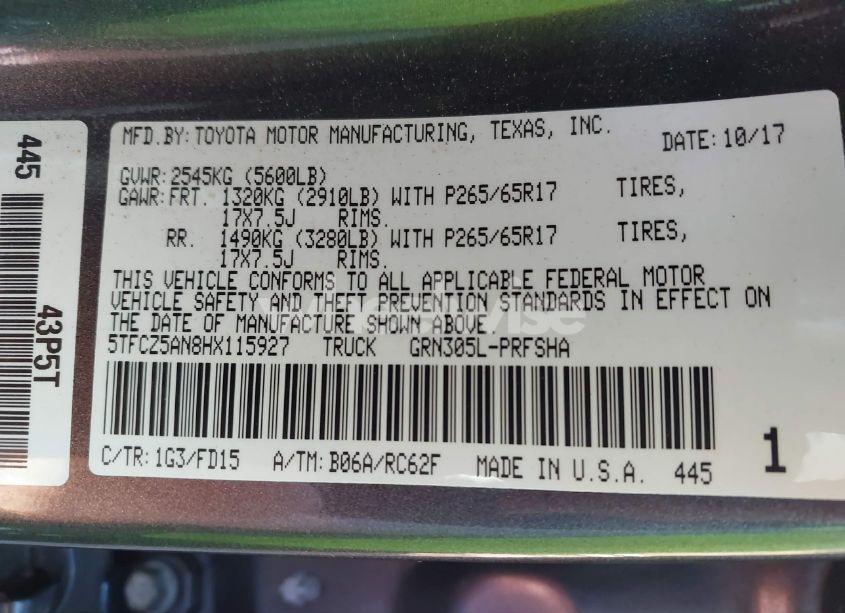 445
43P5T
MFD.BY:TOYOTA MOTOR MANUFACTURING, TEXAS, INC. DATE:10/17
GVWR:2545KG (5600LB)
GAWR:FRT. 1320KG (2910LB) WITH P265/65R17 TIRES,
17X7.5J RIMS.
RR. 1490KG (3280LB) WITH P265/65R17 TIRES,
17X7.5J RIMS.
THIS VEHICLE CONFORMS TO ALL APPLICABLE FEDERAL MOTOR
VEHICLE SAFETY AND THEFT PREVENTION STANDARDS IN EFFECT ON
THE DATE OF MANUFACTURE SHOWN ABOVE.
5TFCZ5AN8HX115927 TRUCK GRN305L-PRFSHA
C/TR:1G3/FD15 A/TM:B06A/RC62F MADE IN U.S.A. 445 1